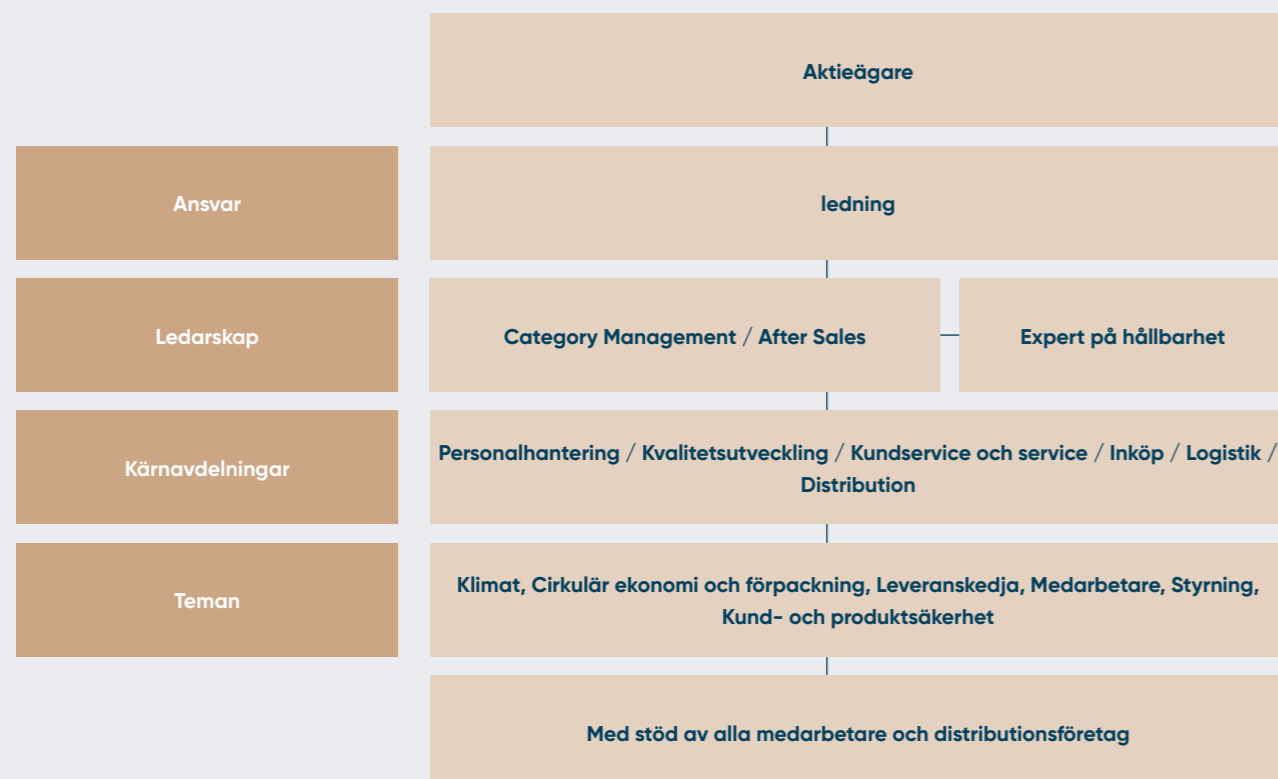 Aktieägare
Ansvar
ledning
Ledarskap
Category Management / After Sales
Expert på hållbarhet
Kärnavdelningar
Personalhantering / Kvalitetsutveckling / Kundservice och service / Inköp / Logistik /
Distribution
Teman
Klimat, Cirkulär ekonomi och förpackning, Leveranskedja, Medarbetare, Styrning,
Kund- och produktsäkerhet
Med stöd av alla medarbetare och distributionsföretag